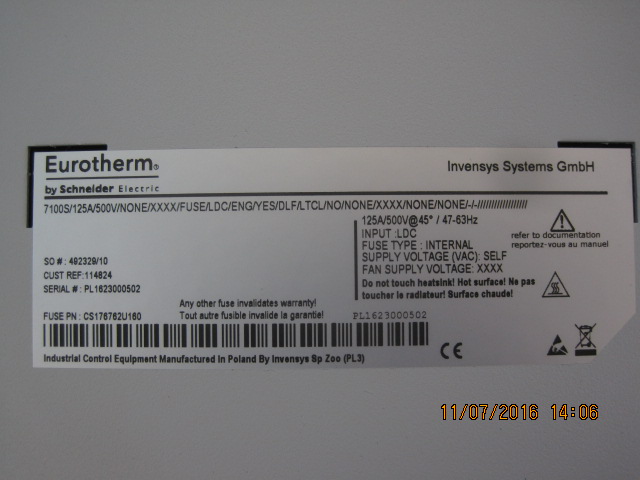 Eurotherm®
by Schneider Electric
Invensys Systems GmbH
7100S/125A/500V/NONE/XXXX/FUSE/LDC/ENG/YES/DLF/LTCL/NO/NONE/XXXX/NONE/NONE/-/-///////////////////
125A/500V@45° / 47-63Hz
INPUT :LDC
FUSE TYPE : INTERNAL
SUPPLY VOLTAGE (VAC): SELF
FAN SUPPLY VOLTAGE: XXXX
refer to documentation
reportez-vous au manuel
SO # : 492329/10
CUST REF :114824
SERIAL # : PL1623000502
Do not touch heatsink! Hot surface! Ne pas
toucher le radiateur! Surface chaude!
Any other fuse invalidates warranty!
FUSE PN : CS176762U160
Tout autre fusible invalide la garantie!
PL1623000502
Industrial Control Equipment Manufactured In Poland By Invensys Sp Zoo (PL3)
CE
11/07/2016 14:06